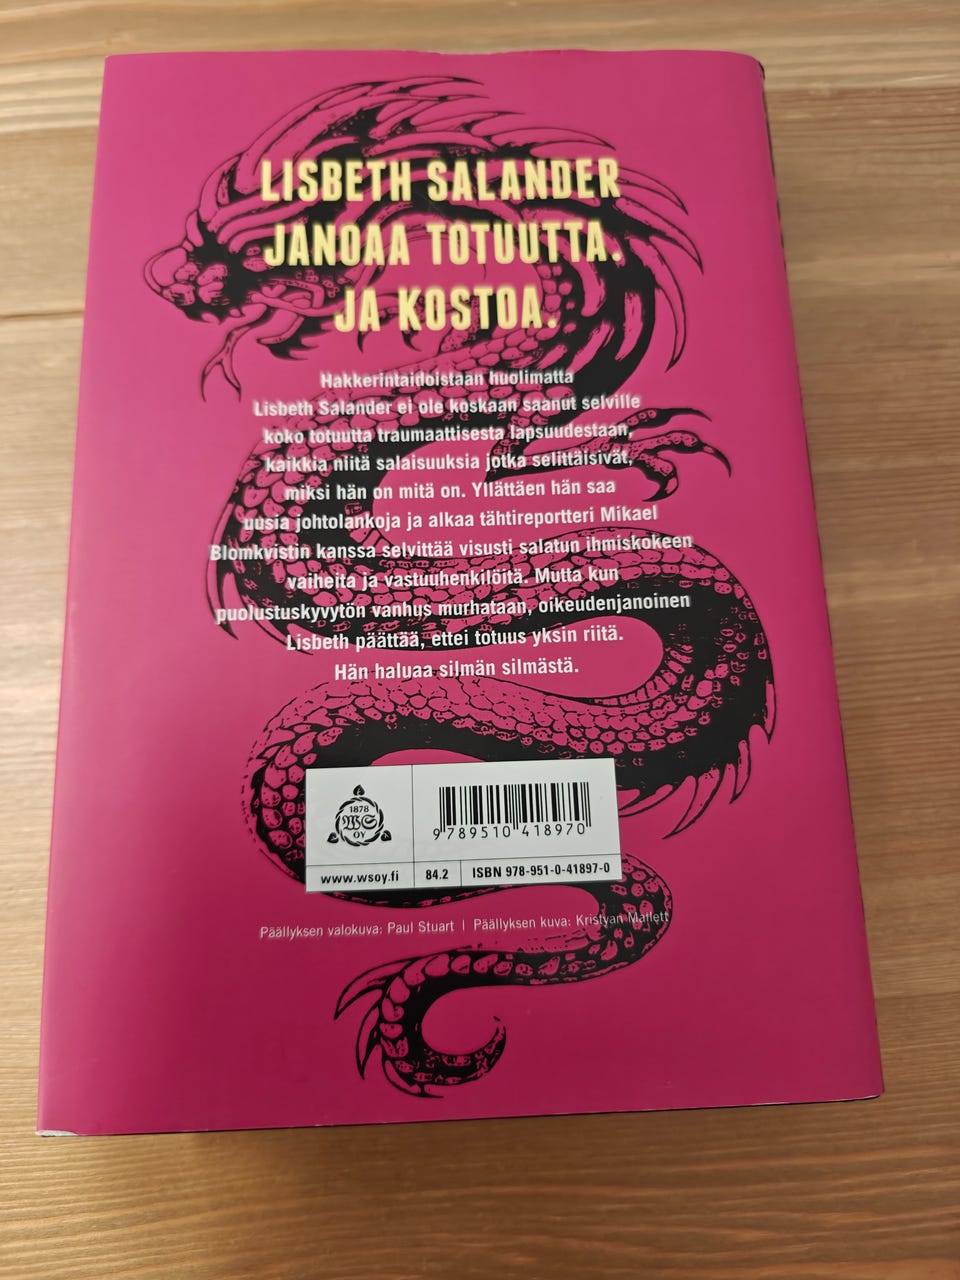 LISBETH SALANDER
JANOAA TOTUUTTA.
JA KOSTOA.
Hakkerintaidoistaan huolimatta
Lisbeth Salander ei ole koskaan saanut selville
koko totuutta traumaattisesta lapsuudestaan,
kaikkia niitä salaisuuksia jotka selittäisivät,
miksi hän on mitä on. Yllättäen hän saa
uusia johtolankoja ja alkaa tähtireportteri Mikael
Blomkvistin kanssa selvittää visusti salatun ihmiskokeen
vaiheita ja vastuuhenkilöitä. Mutta kun
puolustuskyvytön vanhus murhataan, oikeudenjanoinen
Lisbeth päättää, ettei totuus yksin riitä.
Hän haluaa silmän silmästä.
1878
WS
OY
9 789510 418970
www.wsoy.fi
84.2
ISBN 978-951-0-41897-0
Päällyksen valokuva: Paul Stuart | Päällyksen kuva: Kristyan Mallett